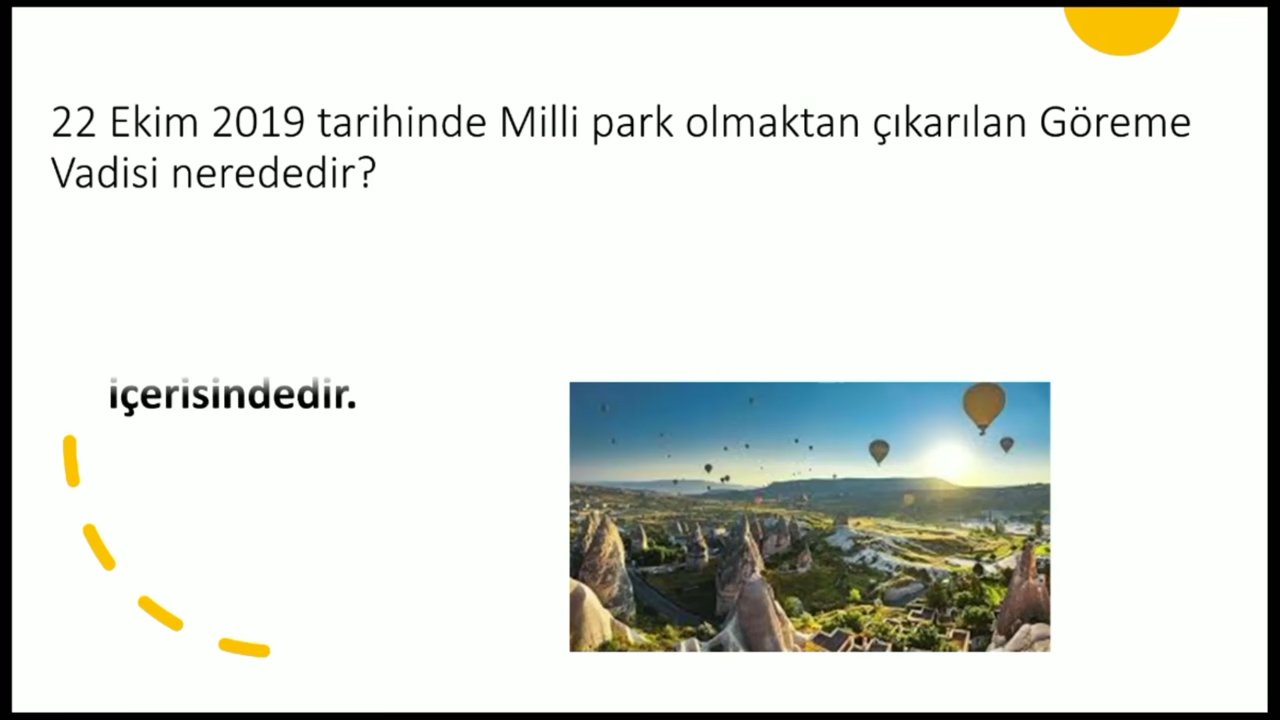 22 Ekim 2019 tarihinde Milli park olmaktan çıkarılan Göreme
Vadisi nerededir?
içerisindedir.